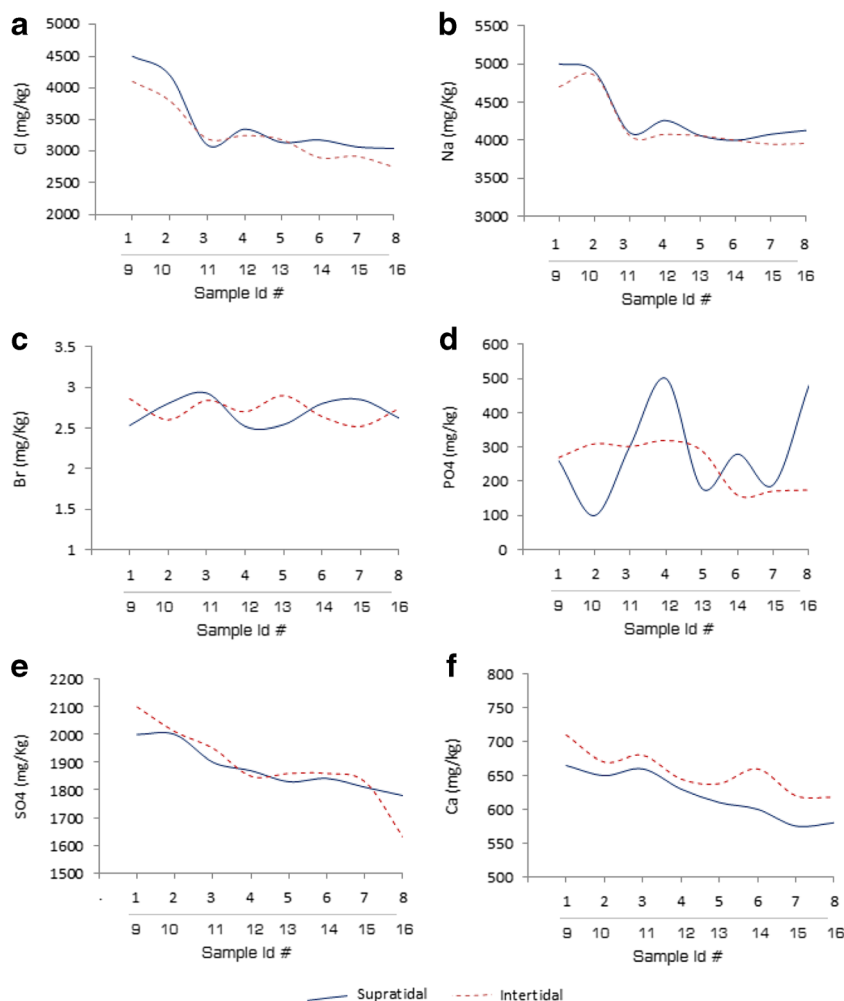 a
Cl (mg/kg)
5000
4500
4000
3500
3000
2500
2000
1 2 3 4 5 6 7 8
9 10 11 12 13 14 15 16
Sample Id #
b
Na (mg/kg)
5000
4500
4000
3500
3000
1 2 3 4 5 6 7 8
9 10 11 12 13 14 15 16
Sample Id #
c
Br (mg/Kg)
3.5
3
2.5
2
1.5
1
1 2 3 4 5 6 7 8
9 10 11 12 13 14 15 16
Sample Id #
d
PO4 (mg/kg)
600
500
400
300
200
100
0
1 2 3 4 5 6 7 8
9 10 11 12 13 14 15 16
Sample Id #
e
SO4 (mg/Kg)
2200
2100
2000
1900
1800
1700
1600
1500
1 2 3 4 5 6 7 8
9 10 11 12 13 14 15 16
Sample Id #
f
Ca (mg/kg)
800
750
700
650
600
550
500
1 2 3 4 5 6 7 8
9 10 11 12 13 14 15 16
Sample Id #
Supratidal Intertidal